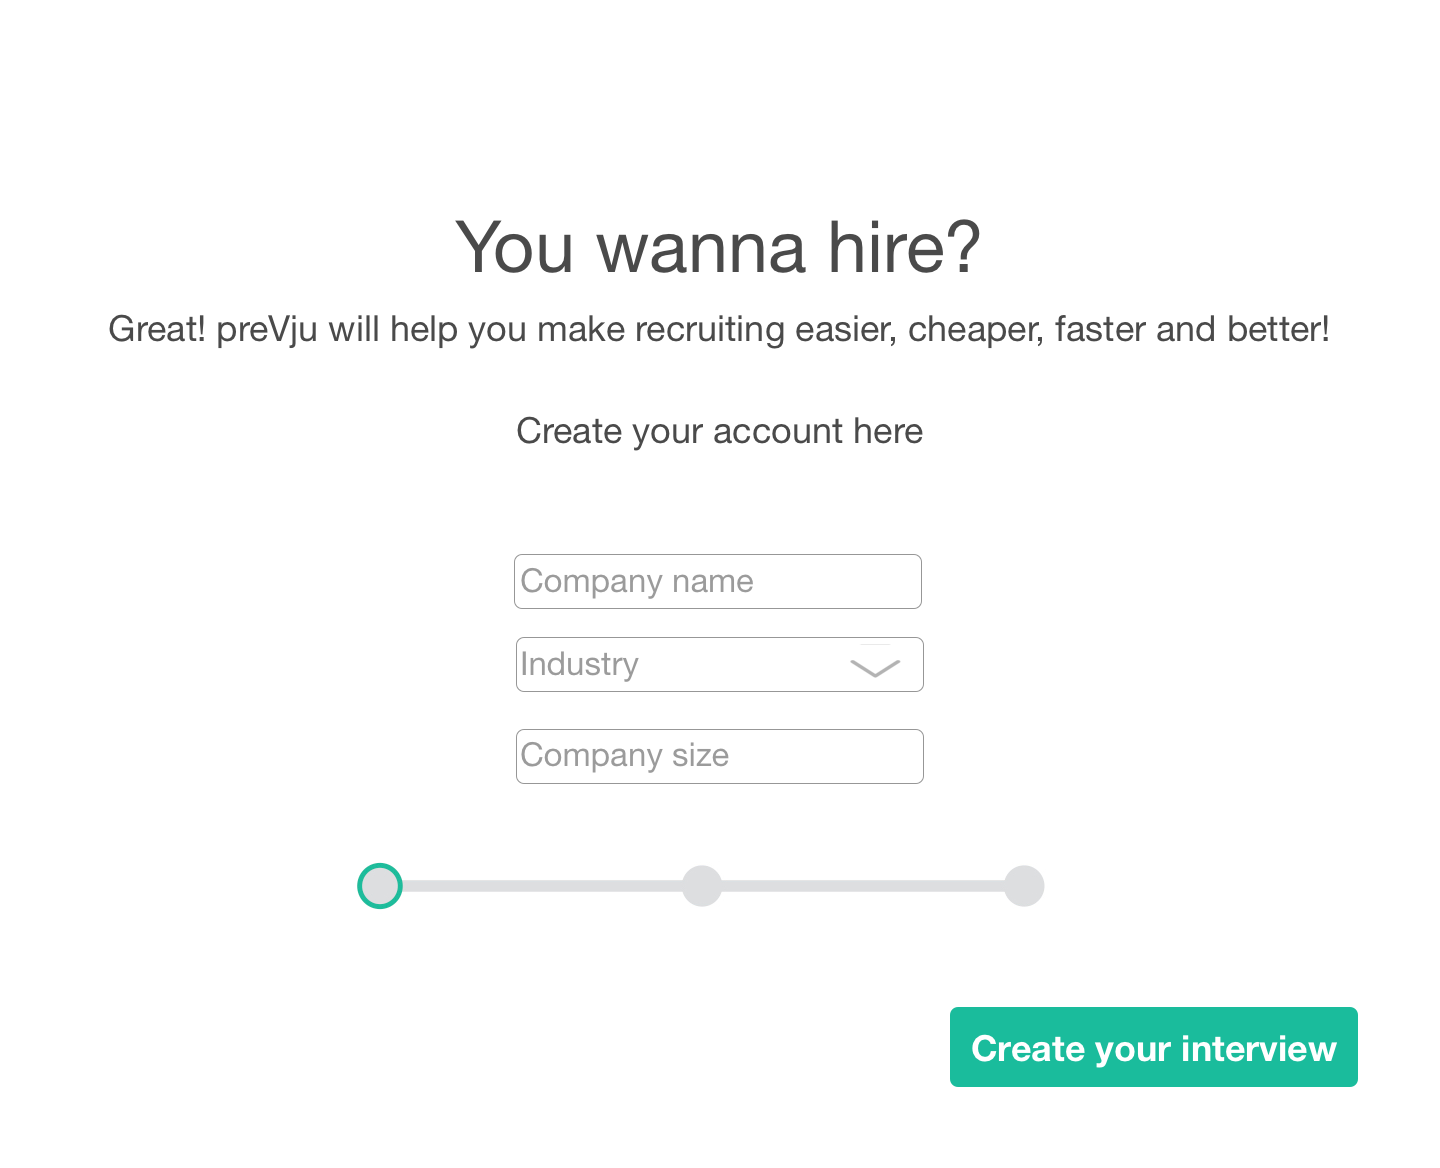 You wanna hire?
Great! preVju will help you make recruiting easier, cheaper, faster and better!
Create your account here
Company name
Industry
Company size
Create your interview